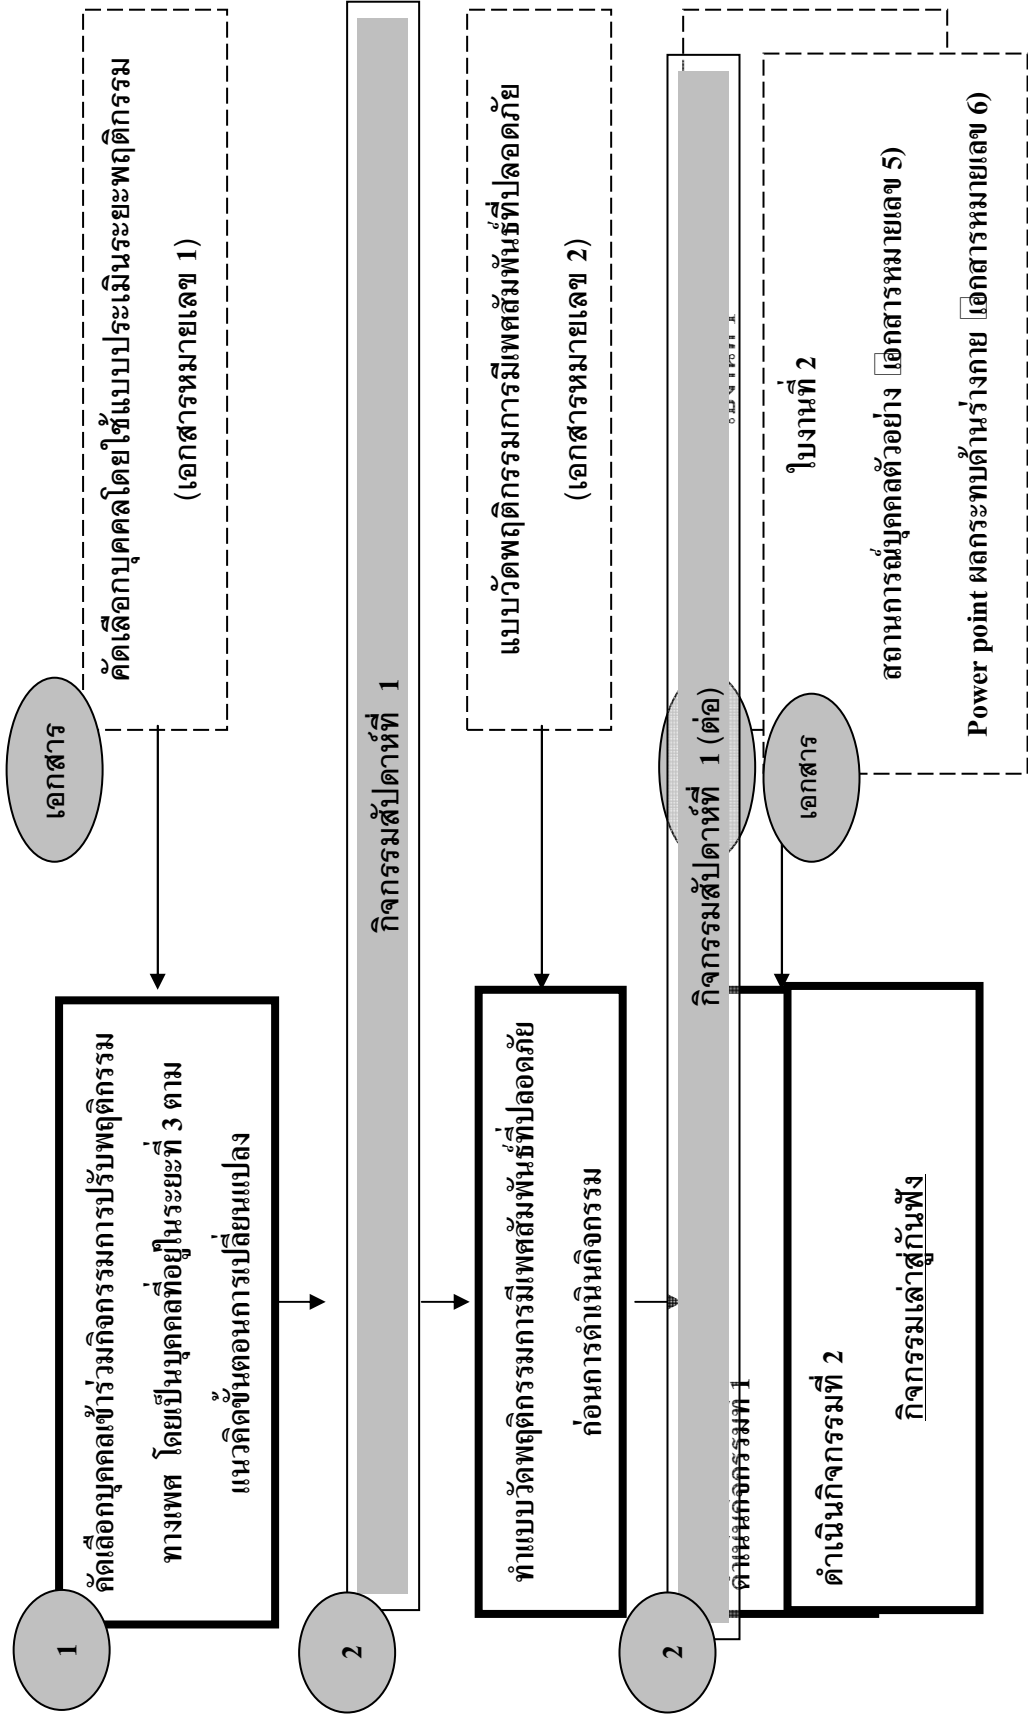 1
คัดเลือกบุคคลเข้าร่วมกิจกรรมการปรับพฤติกรรม
ทางเพศ โดยเป็นบุคคลที่อยู่ในระยะที่ 3 ตาม
แนวคิดขั้นตอนการเปลี่ยนแปลง
เอกสาร
คัดเลือกบุคคลโดยใช้แบบประเมินระยะพฤติกรรม
(เอกสารหมายเลข 1)
2
กิจกรรมสัปดาห์ที่ 1
ทำแบบวัดพฤติกรรมการมีเพศสัมพันธ์ที่ปลอดภัย
ก่อนการดำเนินกิจกรรม
แบบวัดพฤติกรรมการมีเพศสัมพันธ์ที่ปลอดภัย
(เอกสารหมายเลข 2)
2
กิจกรรมสัปดาห์ที่ 1 (ต่อ)
ดำเนินกิจกรรมที่ 1
ดำเนินกิจกรรมที่ 2
กิจกรรมเล่าสู่กันฟัง
เอกสาร
ใบงานที่ 2
สถานการณ์บุคคลตัวอย่าง เอกสารหมายเลข 5)
Power point ผลกระทบด้านร่างกาย เอกสารหมายเลข 6)